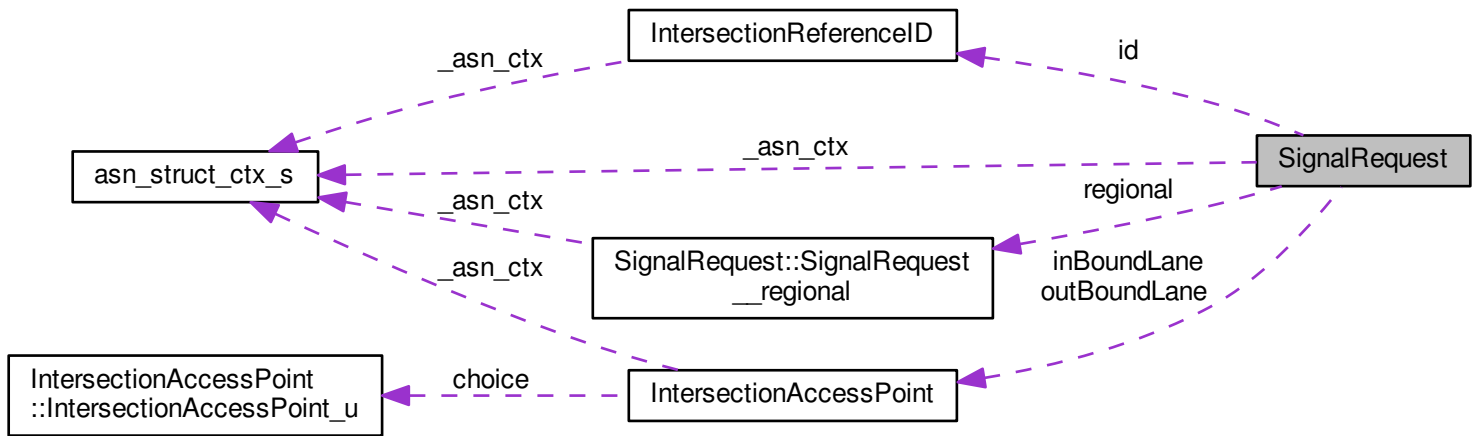 IntersectionReferenceID
id
_asn_ctx
SignalRequest
_asn_ctx
asn_struct_ctx_s
regional
_asn_ctx
SignalRequest::SignalRequest
__regional
inBoundLane
outBoundLane
_asn_ctx
IntersectionAccessPoint
::IntersectionAccessPoint_u
choice
IntersectionAccessPoint